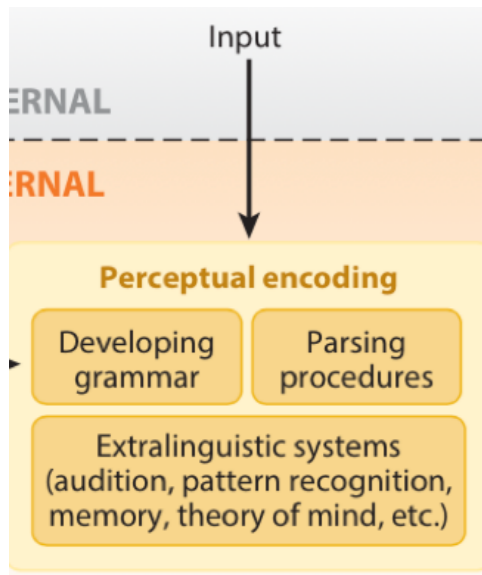 Input
ERNAL
ERNAL
Perceptual encoding
Developing
grammar
Parsing
procedures
Extralinguistic systems
(audition, pattern recognition,
memory, theory of mind, etc.)